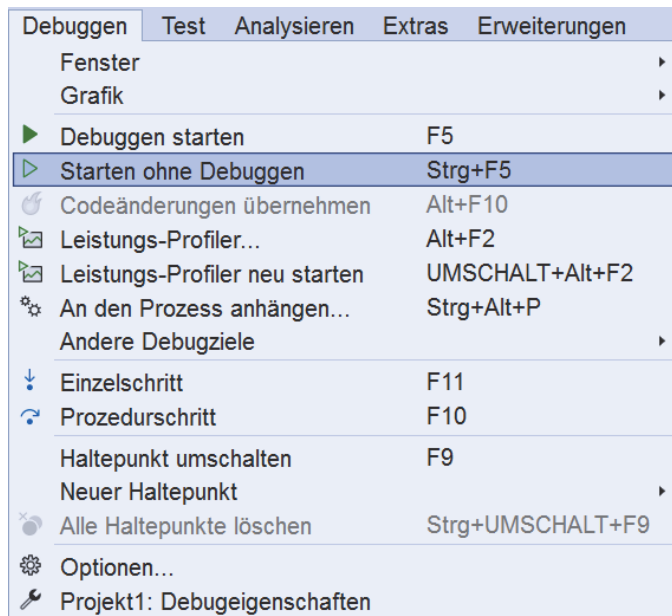 Debuggen Test Analysieren Extras Erweiterungen
Fenster
Grafik
Debuggen starten F5
Starten ohne Debuggen Strg+F5
Codeänderungen übernehmen Alt+F10
Leistungs-Profiler... Alt+F2
Leistungs-Profiler neu starten UMSCHALT+Alt+F2
An den Prozess anhängen... Strg+Alt+P
Andere Debugziele
Einzelschritt F11
Prozedurschritt F10
Haltepunkt umschalten F9
Neuer Haltepunkt
Alle Haltepunkte löschen Strg+UMSCHALT+F9
Optionen...
Projekt1: Debugeigenschaften